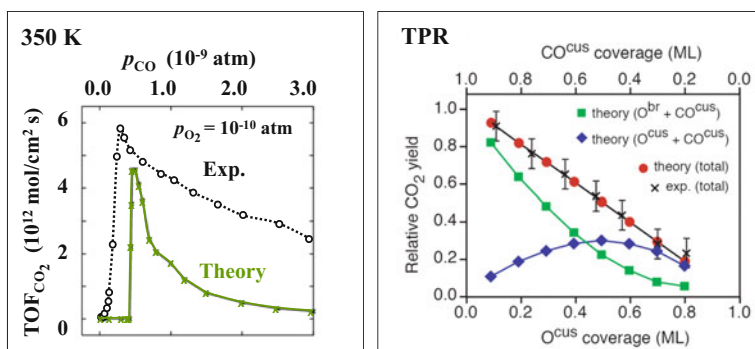 350 K
pCO (10⁻⁹ atm)
0.0 1.0 2.0 3.0
pO₂ = 10⁻¹⁰ atm
Exp.
Theory
6
4
2
0
TOFCO₂ (10¹² mol/cm² s)
TPR
COᶜᵘˢ coverage (ML)
1.0 0.8 0.6 0.4 0.2 0.0
theory (Oᵇʳ + COᶜᵘˢ)
theory (Oᶜᵘˢ + COᶜᵘˢ)
theory (total)
exp. (total)
Relative CO₂ yield
1.0
0.8
0.6
0.4
0.2
0.0
0.0 0.2 0.4 0.6 0.8 1.0
Oᶜᵘˢ coverage (ML)